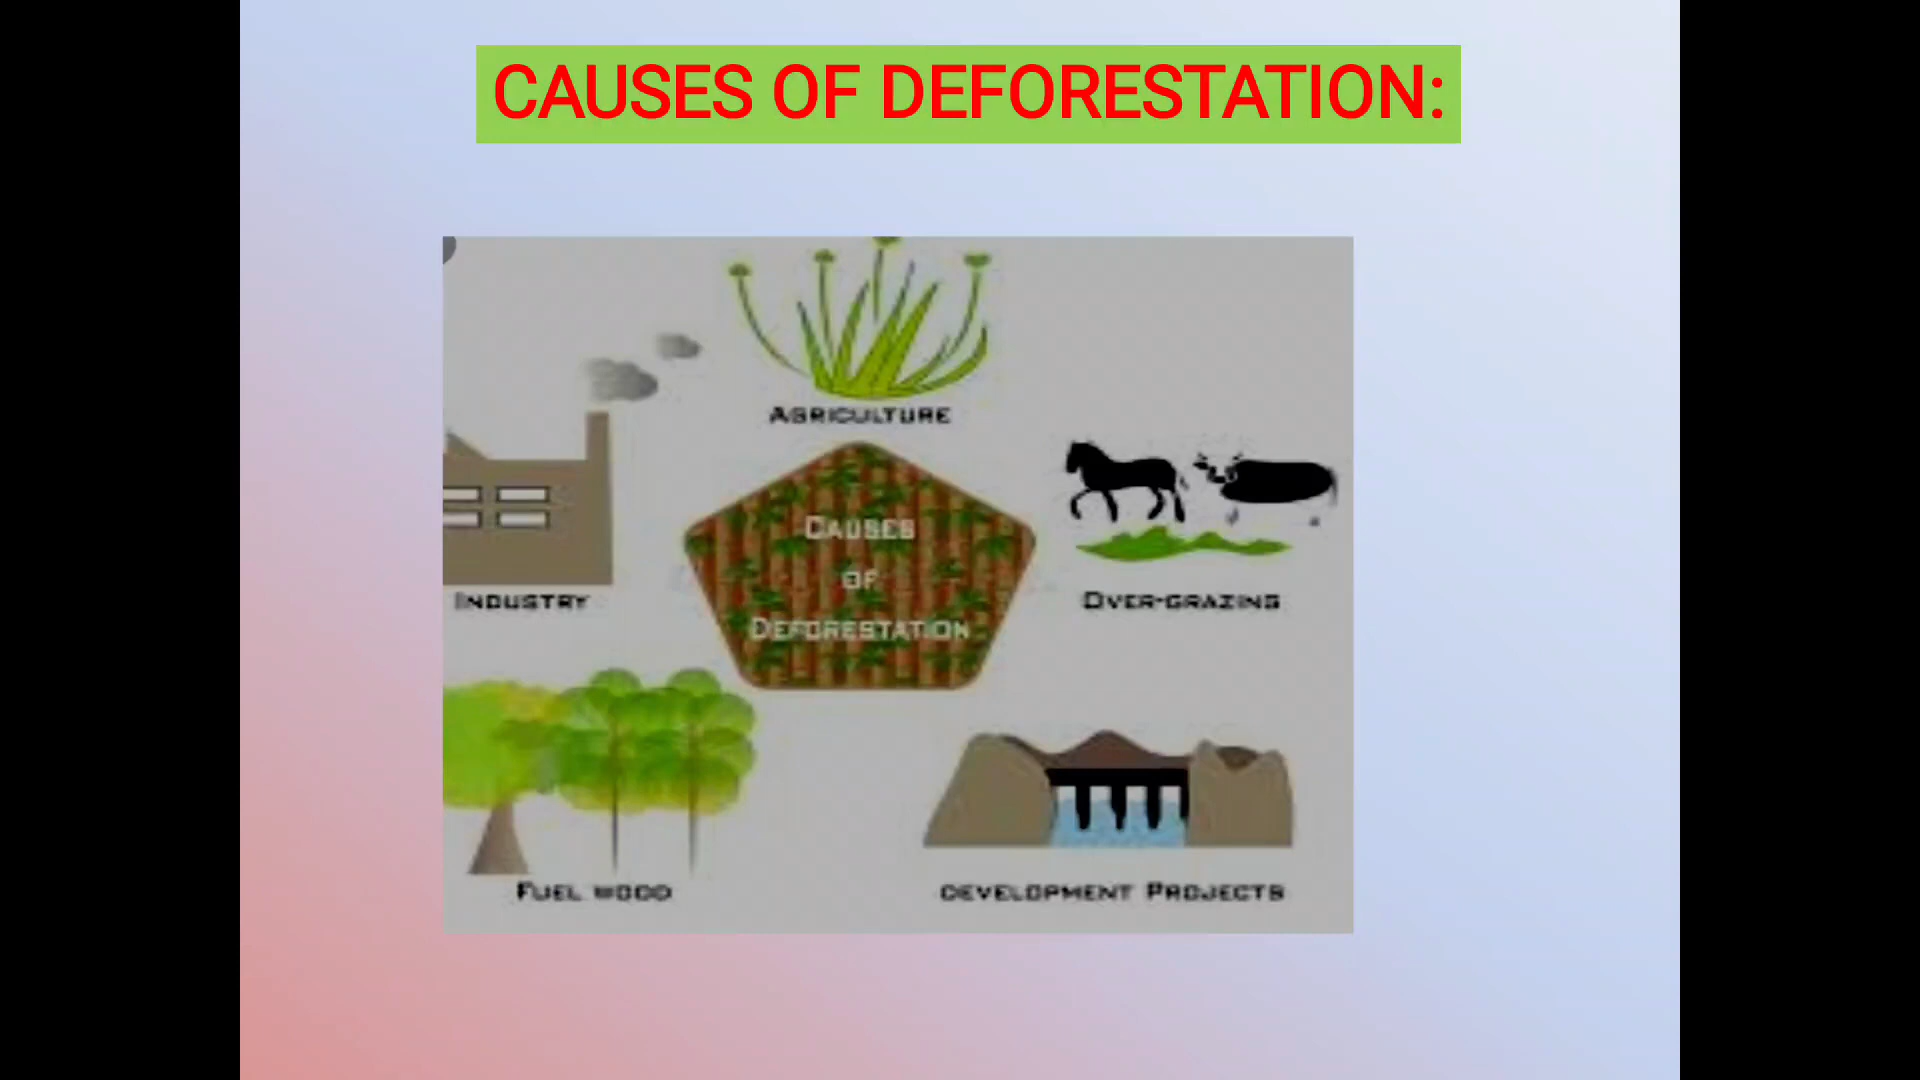 CAUSES OF DEFORESTATION:
AGRICULTURE
CAUSES
OF
DEFORESTATION
INDUSTRY
OVER-GRAZING
FUEL WOOD
DEVELOPMENT PROJECTS